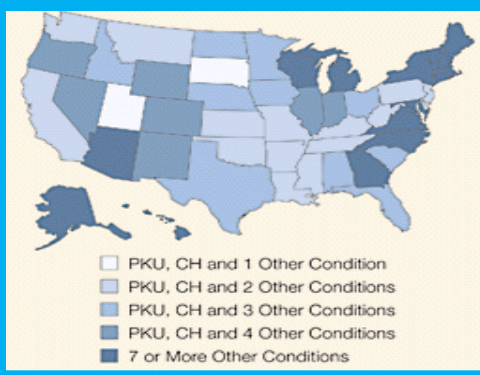 PKU, CH and 1 Other Condition
PKU, CH and 2 Other Conditions
PKU, CH and 3 Other Conditions
PKU, CH and 4 Other Conditions
7 or More Other Conditions